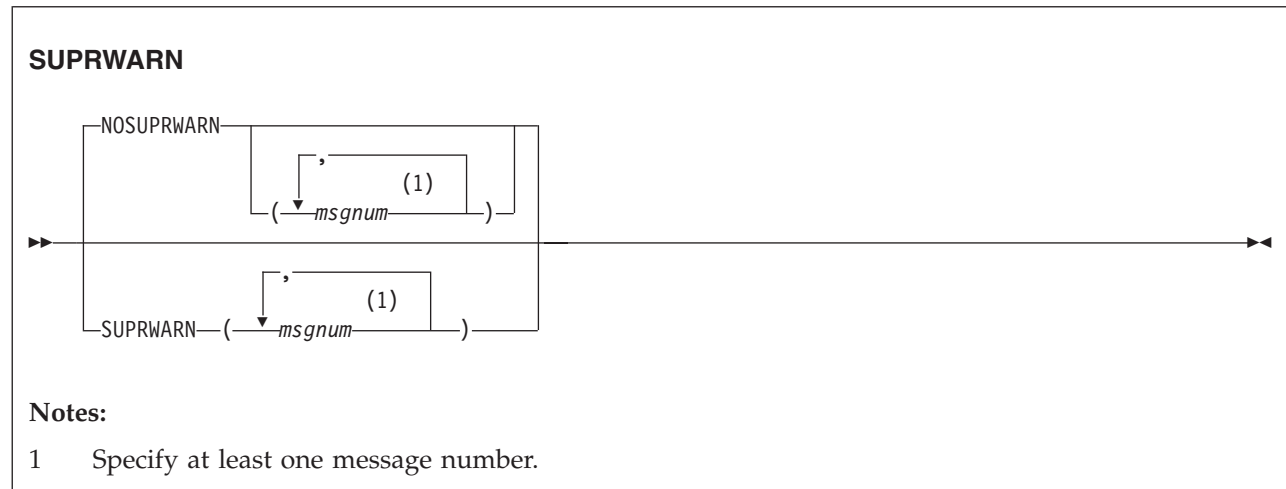 SUPRWARN
NOSUPRWARN
,
(1)
( msgnum )
,
(1)
SUPRWARN ( msgnum )
Notes:
1 Specify at least one message number.